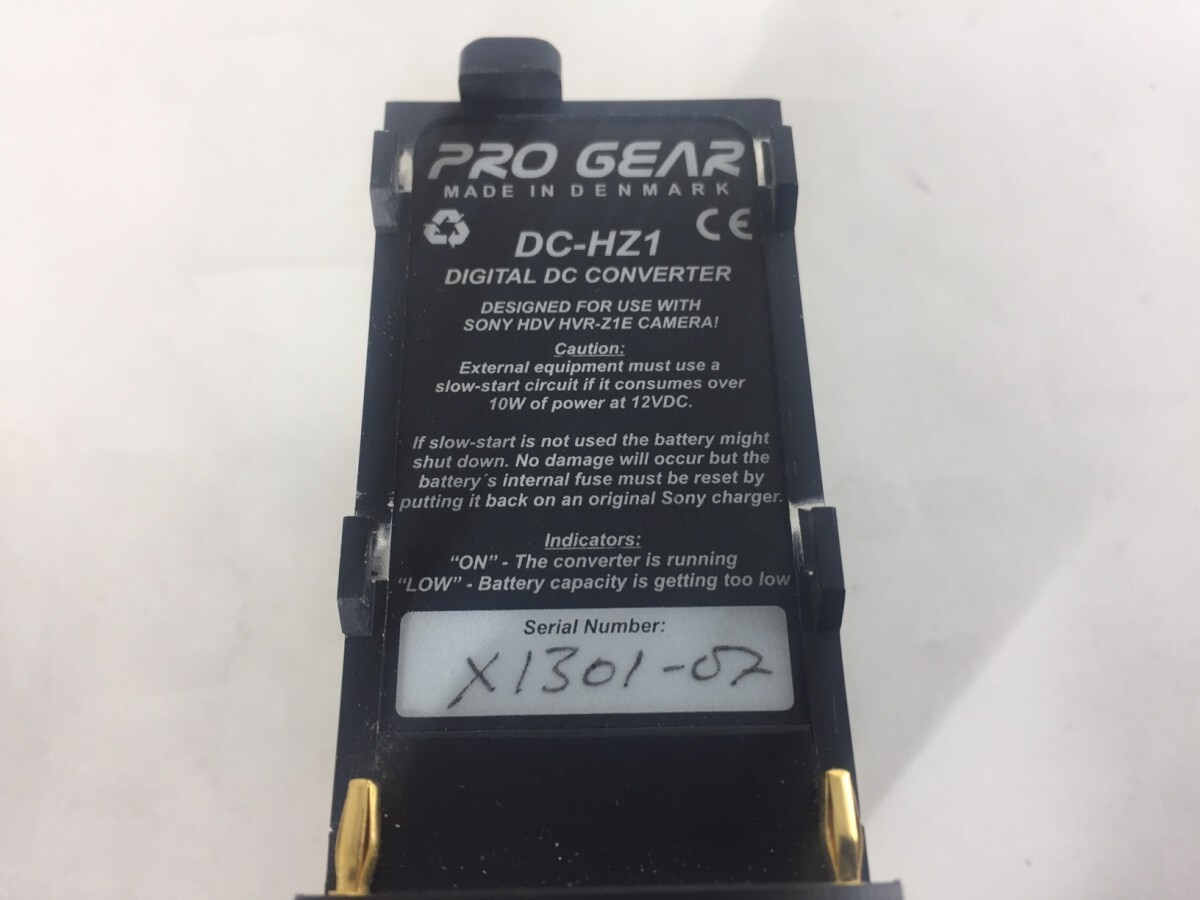 PRO GEAR
MADE IN DENMARK
CE
DC-HZ1
DIGITAL DC CONVERTER
DESIGNED FOR USE WITH
SONY HDV HVR-Z1E CAMERA!
Caution:
External equipment must use a
slow-start circuit if it consumes over
10W of power at 12VDC.
If slow-start is not used the battery might
shut down. No damage will occur but the
battery´s internal fuse must be reset by
putting it back on an original Sony charger.
Indicators:
“ON” - The converter is running
“LOW” - Battery capacity is getting too low
Serial Number:
X1301-02